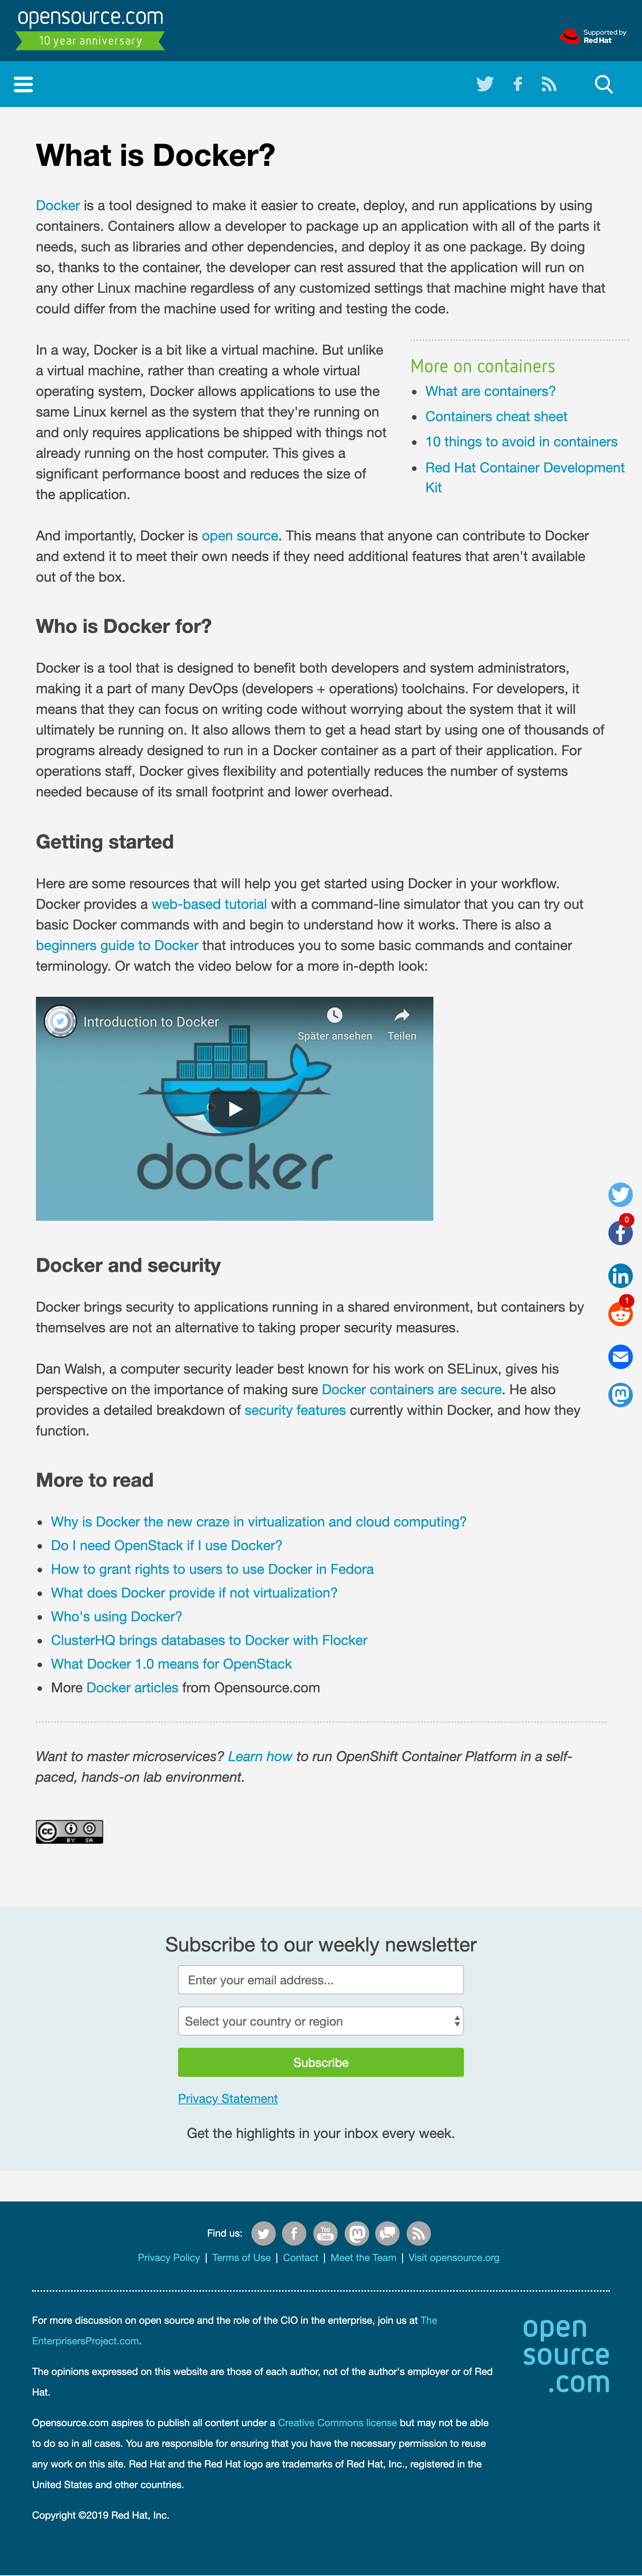 opensource.com
10 year anniversary
Supported by
Red Hat
What is Docker?
Docker is a tool designed to make it easier to create, deploy, and run applications by using
containers. Containers allow a developer to package up an application with all of the parts it
needs, such as libraries and other dependencies, and deploy it as one package. By doing
so, thanks to the container, the developer can rest assured that the application will run on
any other Linux machine regardless of any customized settings that machine might have that
could differ from the machine used for writing and testing the code.
In a way, Docker is a bit like a virtual machine. But unlike
a virtual machine, rather than creating a whole virtual
operating system, Docker allows applications to use the
same Linux kernel as the system that they're running on
and only requires applications be shipped with things not
already running on the host computer. This gives a
significant performance boost and reduces the size of
the application.
More on containers
What are containers?
Containers cheat sheet
10 things to avoid in containers
Red Hat Container Development
Kit
And importantly, Docker is open source. This means that anyone can contribute to Docker
and extend it to meet their own needs if they need additional features that aren't available
out of the box.
Who is Docker for?
Docker is a tool that is designed to benefit both developers and system administrators,
making it a part of many DevOps (developers + operations) toolchains. For developers, it
means that they can focus on writing code without worrying about the system that it will
ultimately be running on. It also allows them to get a head start by using one of thousands of
programs already designed to run in a Docker container as a part of their application. For
operations staff, Docker gives flexibility and potentially reduces the number of systems
needed because of its small footprint and lower overhead.
Getting started
Here are some resources that will help you get started using Docker in your workflow.
Docker provides a web-based tutorial with a command-line simulator that you can try out
basic Docker commands with and begin to understand how it works. There is also a
beginners guide to Docker that introduces you to some basic commands and container
terminology. Or watch the video below for a more in-depth look:
Introduction to Docker
Später ansehen
Teilen
docker
0
1
Docker and security
Docker brings security to applications running in a shared environment, but containers by
themselves are not an alternative to taking proper security measures.
Dan Walsh, a computer security leader best known for his work on SELinux, gives his
perspective on the importance of making sure Docker containers are secure. He also
provides a detailed breakdown of security features currently within Docker, and how they
function.
More to read
Why is Docker the new craze in virtualization and cloud computing?
Do I need OpenStack if I use Docker?
How to grant rights to users to use Docker in Fedora
What does Docker provide if not virtualization?
Who's using Docker?
ClusterHQ brings databases to Docker with Flocker
What Docker 1.0 means for OpenStack
More Docker articles from Opensource.com
Want to master microservices? Learn how to run OpenShift Container Platform in a self-
paced, hands-on lab environment.
cc BY SA
Subscribe to our weekly newsletter
Enter your email address...
Select your country or region
Subscribe
Privacy Statement
Get the highlights in your inbox every week.
Find us:
You Tube
Privacy Policy | Terms of Use | Contact | Meet the Team | Visit opensource.org
For more discussion on open source and the role of the CIO in the enterprise, join us at The
EnterprisersProject.com.
The opinions expressed on this website are those of each author, not of the author's employer or of Red
Hat.
Opensource.com aspires to publish all content under a Creative Commons license but may not be able
to do so in all cases. You are responsible for ensuring that you have the necessary permission to reuse
any work on this site. Red Hat and the Red Hat logo are trademarks of Red Hat, Inc., registered in the
United States and other countries.
Copyright ©2019 Red Hat, Inc.
open
source
.com